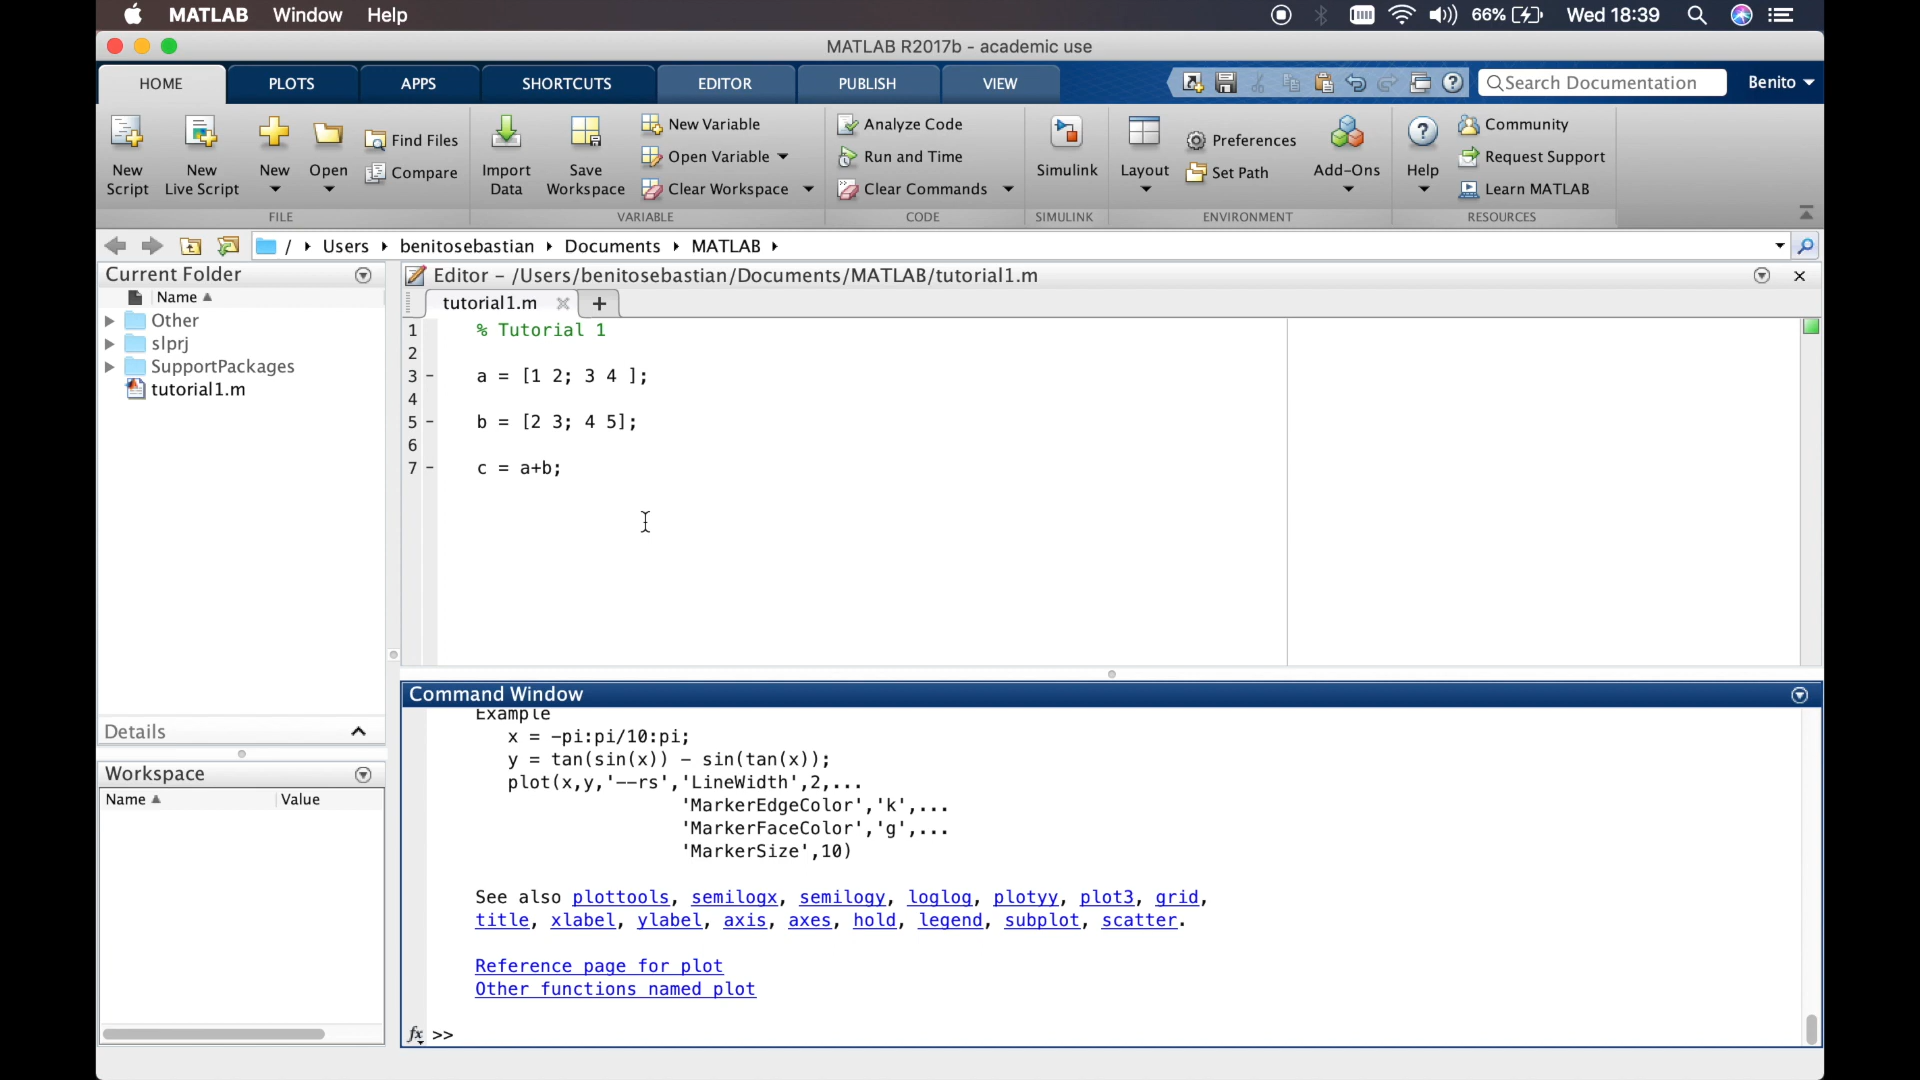 MATLAB Window Help 66% Wed 18:39
MATLAB R2017b - academic use
HOME PLOTS APPS SHORTCUTS EDITOR PUBLISH VIEW Search Documentation Benito
New Script New Live Script New Open Find Files Compare Import Data Save Workspace New Variable Open Variable Clear Workspace Analyze Code Run and Time Clear Commands Simulink Layout Preferences Set Path Add-Ons Help Community Request Support Learn MATLAB
FILE VARIABLE CODE SIMULINK ENVIRONMENT RESOURCES
/ Users benitosebastian Documents MATLAB
Current Folder
Name
Other
slprj
SupportPackages
tutorial1.m
Details
Workspace
Name Value
Editor - /Users/benitosebastian/Documents/MATLAB/tutorial1.m
tutorial1.m +
1 % Tutorial 1
2
3 - a = [1 2; 3 4 ];
4
5 - b = [2 3; 4 5];
6
7 - c = a+b;
Command Window
Example
x = -pi:pi/10:pi;
y = tan(sin(x)) - sin(tan(x));
plot(x,y,'--rs','LineWidth',2,...
'MarkerEdgeColor','k',...
'MarkerFaceColor','g',...
'MarkerSize',10)
See also plottools, semilogx, semilogy, loglog, plotyy, plot3, grid,
title, xlabel, ylabel, axis, axes, hold, legend, subplot, scatter.
Reference page for plot
Other functions named plot
fx >>